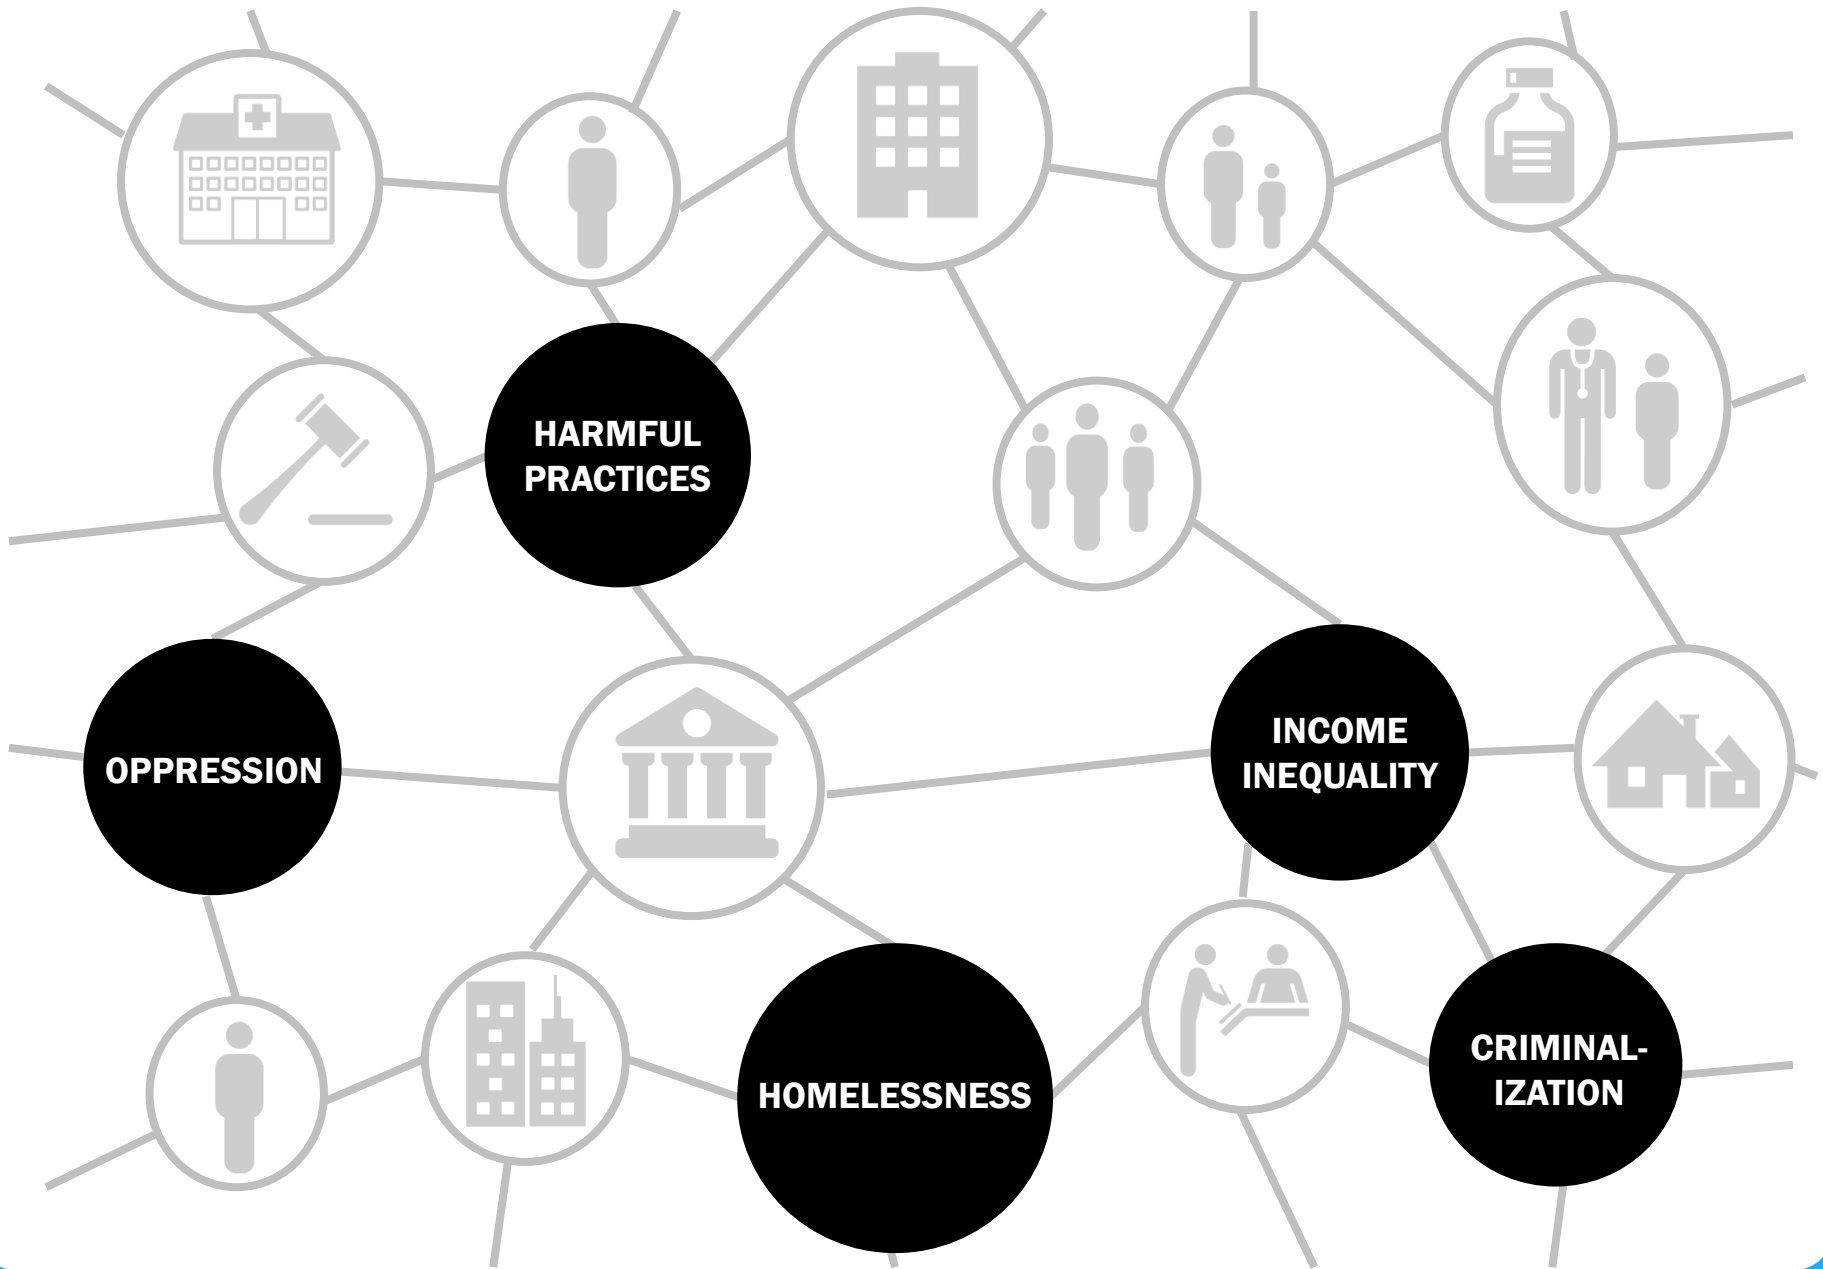 HARMFUL
PRACTICES
OPPRESSION
INCOME
INEQUALITY
HOMELESSNESS
CRIMINAL-
IZATION